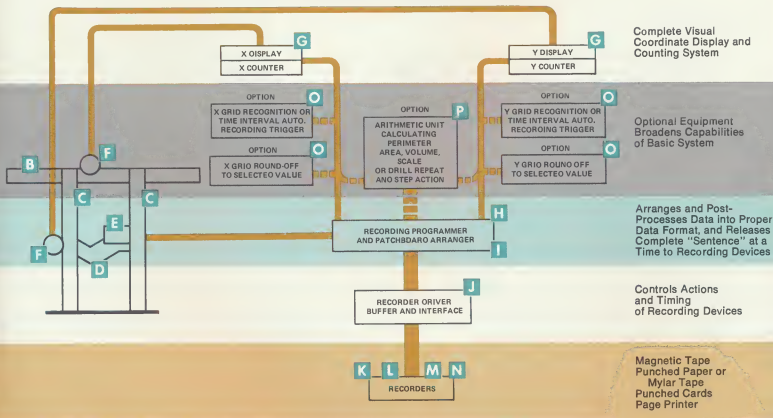 G
X DISPLAY
X COUNTER
G
Y DISPLAY
Y COUNTER
Complete Visual
Coordinate Display and
Counting System
OPTION
O
X GRID RECOGNITION OR
TIME INTERVAL AUTO.
RECORDING TRIGGER
OPTION
O
X GRID ROUND-OFF
TO SELECTED VALUE
OPTION
P
ARITHMETIC UNIT
CALCULATING
PERIMETER
AREA, VOLUME,
SCALE
OR DRILL REPEAT
AND STEP ACTION
OPTION
O
Y GRID RECOGNITION OR
TIME INTERVAL AUTO.
RECORDING TRIGGER
OPTION
O
Y GRID ROUND OFF
TO SELECTED VALUE
Optional Equipment
Broadens Capabilities
of Basic System
B
F
C
C
E
F
D
H
RECORDING PROGRAMMER
AND PATCHBOARD ARRANGER
I
Arranges and Post-
Processes Data into Proper
Data Format, and Releases
Complete "Sentence" at a
Time to Recording Devices
J
RECORDER DRIVER
BUFFER AND INTERFACE
Controls Actions
and Timing
of Recording Devices
K L M N
RECORDERS
Magnetic Tape
Punched Paper or
Mylar Tape
Punched Cards
Page Printer